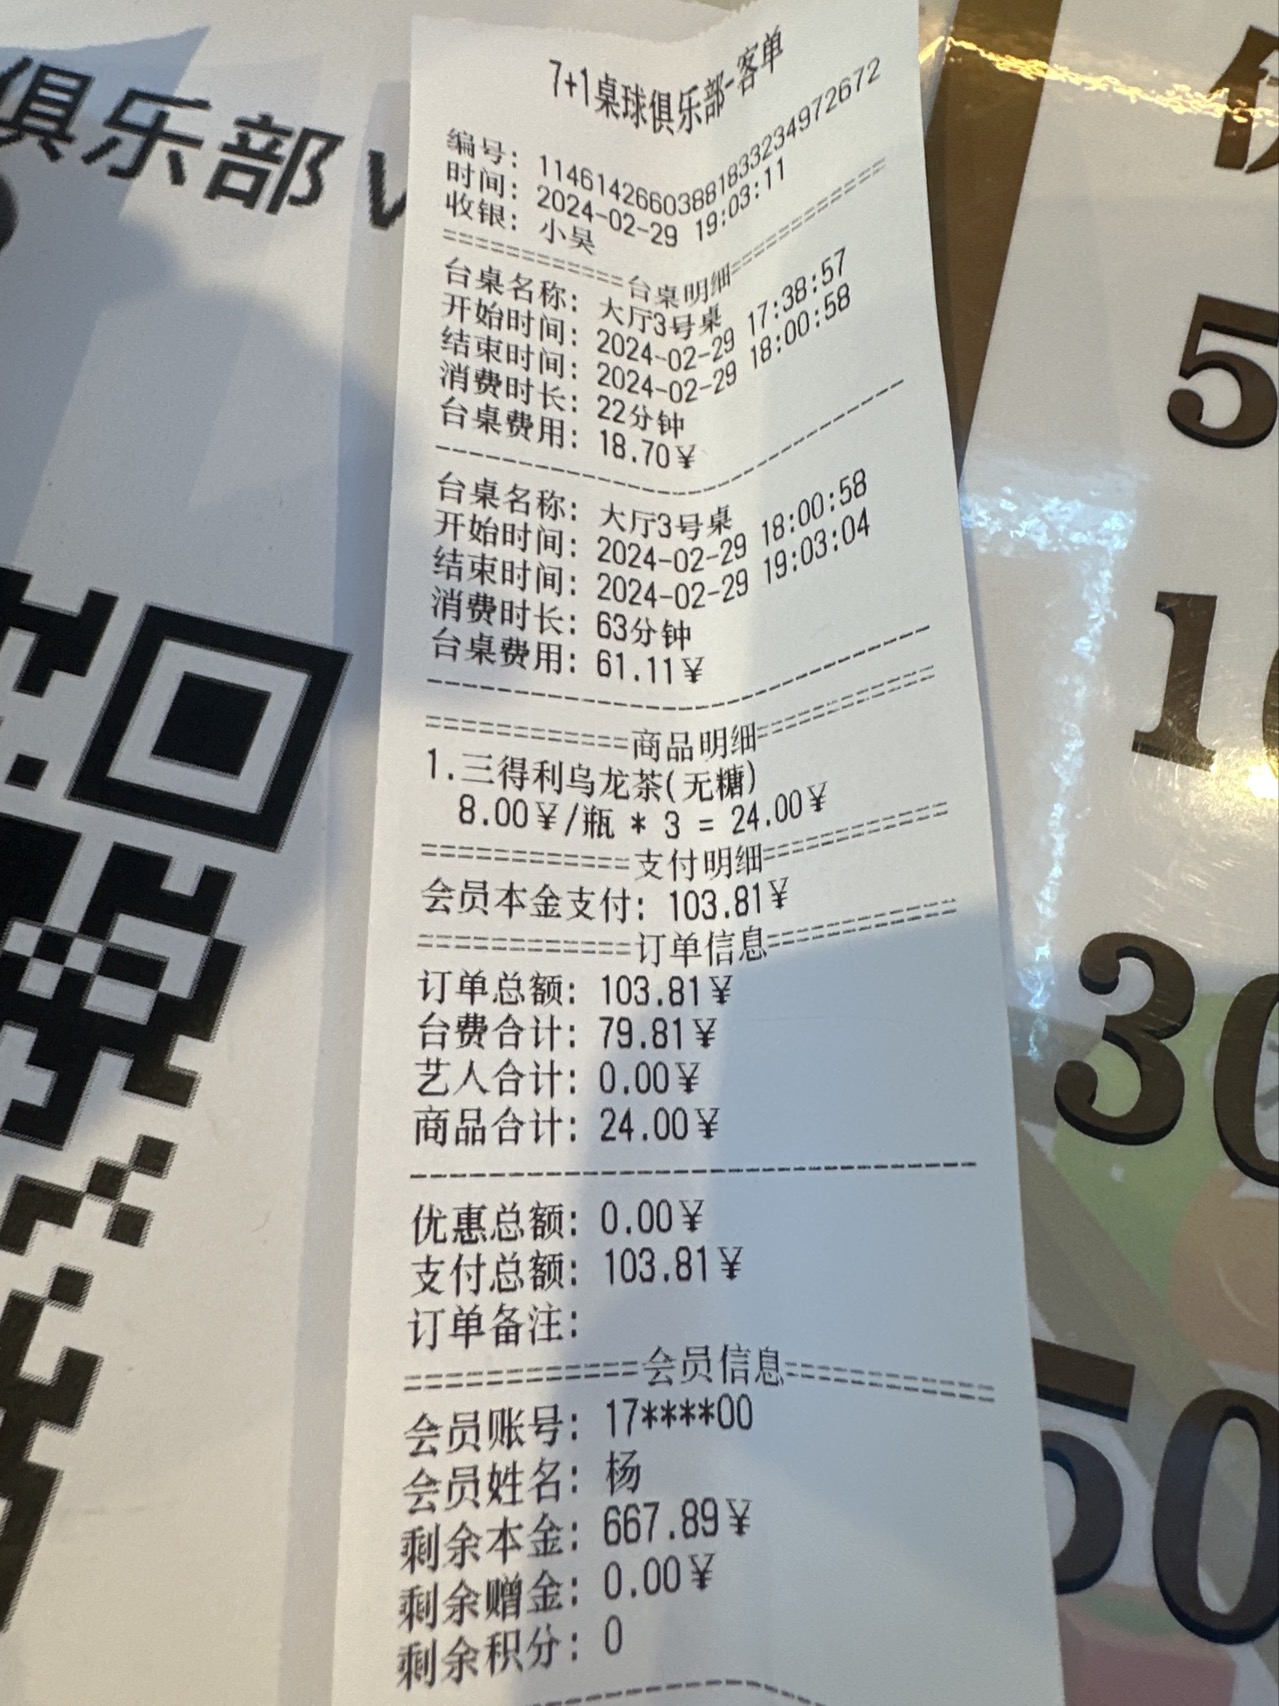 俱乐部
7+1桌球俱乐部-客单
编号: 1146142660388183323497​2672
时间: 2024-02-29 19:03:11
收银: 小吴
===========台桌明细===========
台桌名称: 大厅3号桌
开始时间: 2024-02-29 17:38:57
结束时间: 2024-02-29 18:00:58
消费时长: 22分钟
台桌费用: 18.70¥
台桌名称: 大厅3号桌
开始时间: 2024-02-29 18:00:58
结束时间: 2024-02-29 19:03:04
消费时长: 63分钟
台桌费用: 61.11¥
===========商品明细===========
1.三得利乌龙茶(无糖)
8.00¥/瓶 * 3 = 24.00¥
===========支付明细===========
会员本金支付: 103.81¥
===========订单信息===========
订单总额: 103.81¥
台费合计: 79.81¥
艺人合计: 0.00¥
商品合计: 24.00¥
优惠总额: 0.00¥
支付总额: 103.81¥
订单备注:
===========会员信息===========
会员账号: 17****00
会员姓名: 杨
剩余本金: 667.89¥
剩余赠金: 0.00¥
剩余积分: 0
5
10
30
50